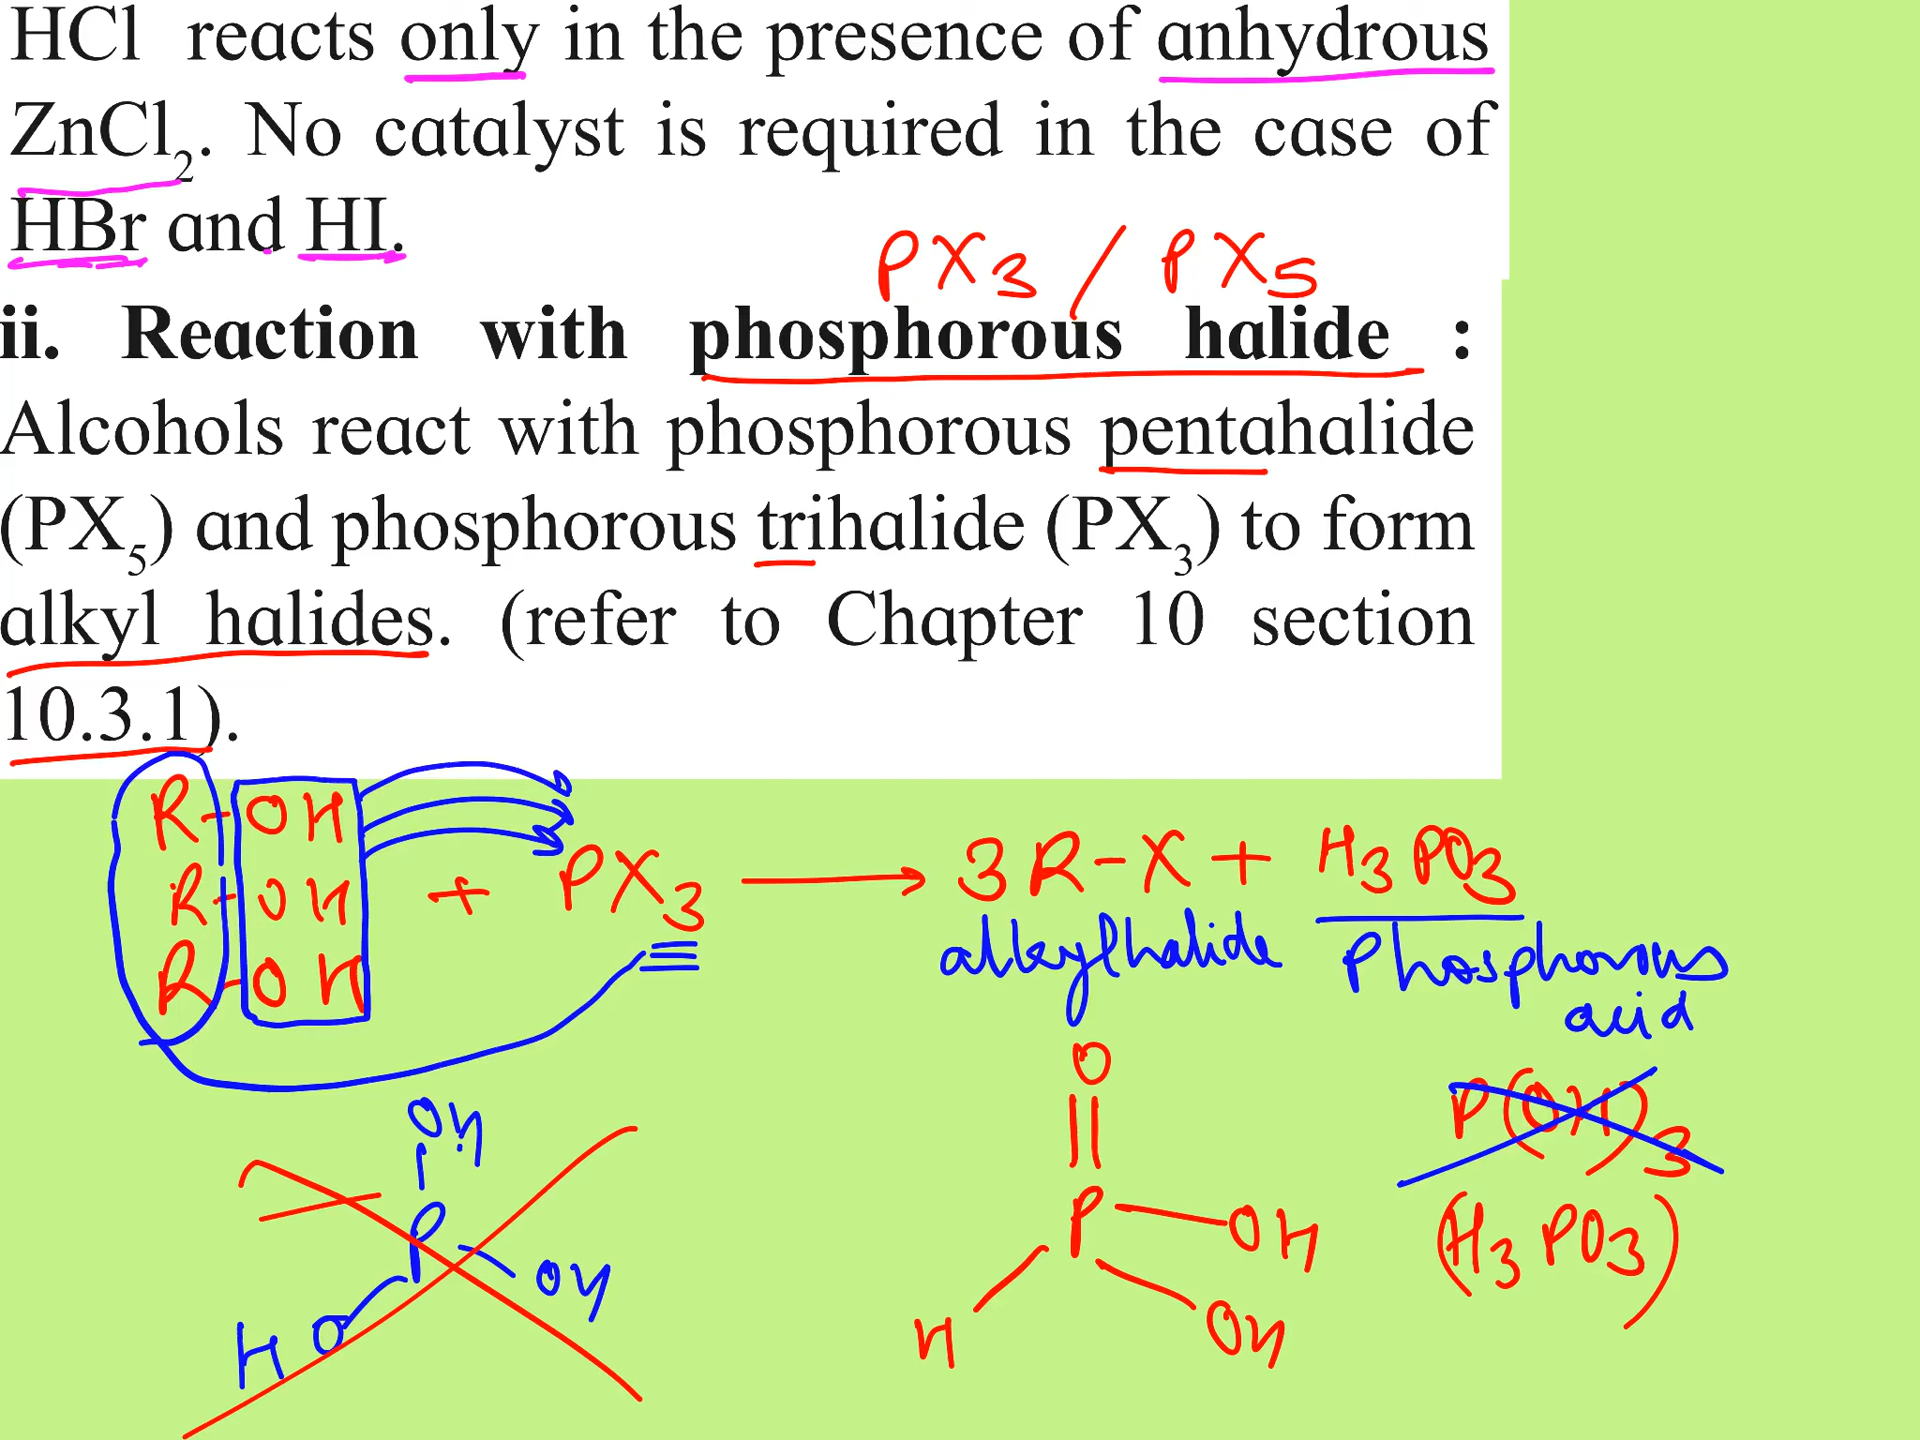 HCl reacts only in the presence of anhydrous
ZnCl₂. No catalyst is required in the case of
HBr and HI.
PX₃ / PX₅
ii. Reaction with phosphorous halide :
Alcohols react with phosphorous pentahalide
(PX₅) and phosphorous trihalide (PX₃) to form
alkyl halides. (refer to Chapter 10 section
10.3.1).
R-OH
R-OH + PX₃ → 3R-X + H₃PO₃
R-OH
alkylhalide Phosphorous
acid
O
OH
P(OH)₃
P
P OH
OH
(H₃PO₃)
HO
H OH